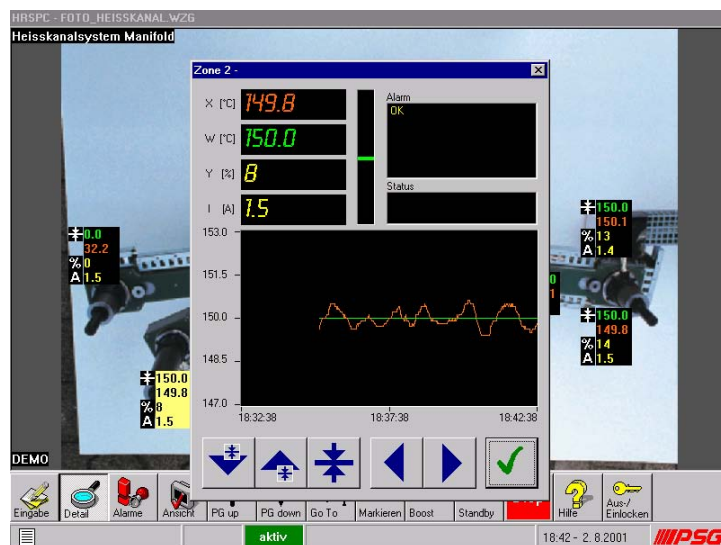 HRSPC - FOTO_HEISSKANAL.WZG
Heisskanalsystem Manifold
Zone 2 -
X [°C] 149.8
W [°C] 150.0
Y [%] 8
I [A] 1.5
Alarm
OK
Status
153.0
151.5
150.0
148.5
147.0
18:32:38 18:37:38 18:42:38
0.0
32.2
% 0
A 1.5
150.0
149.8
% 8
A 1.5
150.0
150.1
% 13
A 1.4
0
1
150.0
149.8
% 14
A 1.5
DEMO
Eingabe Detail Alarme Ansicht PG up PG down Go To Markieren Boost Standby Hilfe Aus-/
Einlocken
aktiv 18:42 - 2. 8.2001 PSG